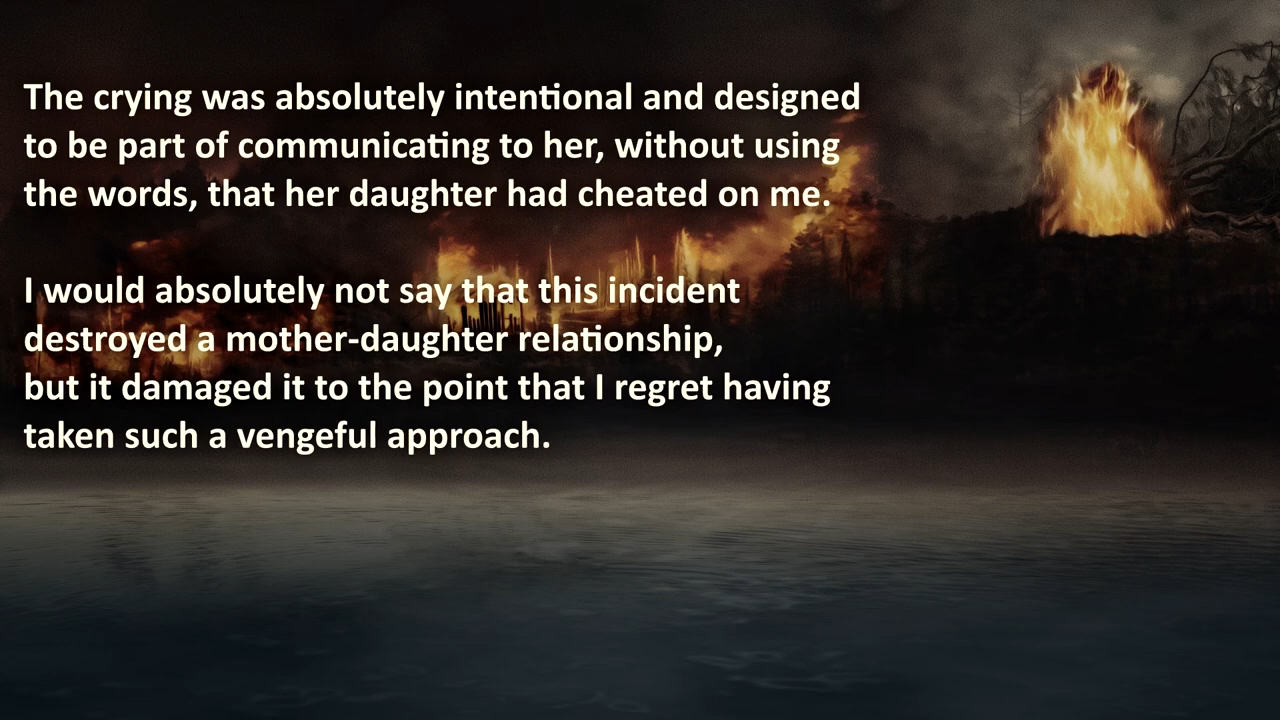 The crying was absolutely intentional and designed
to be part of communicating to her, without using
the words, that her daughter had cheated on me.
I would absolutely not say that this incident
destroyed a mother-daughter relationship,
but it damaged it to the point that I regret having
taken such a vengeful approach.